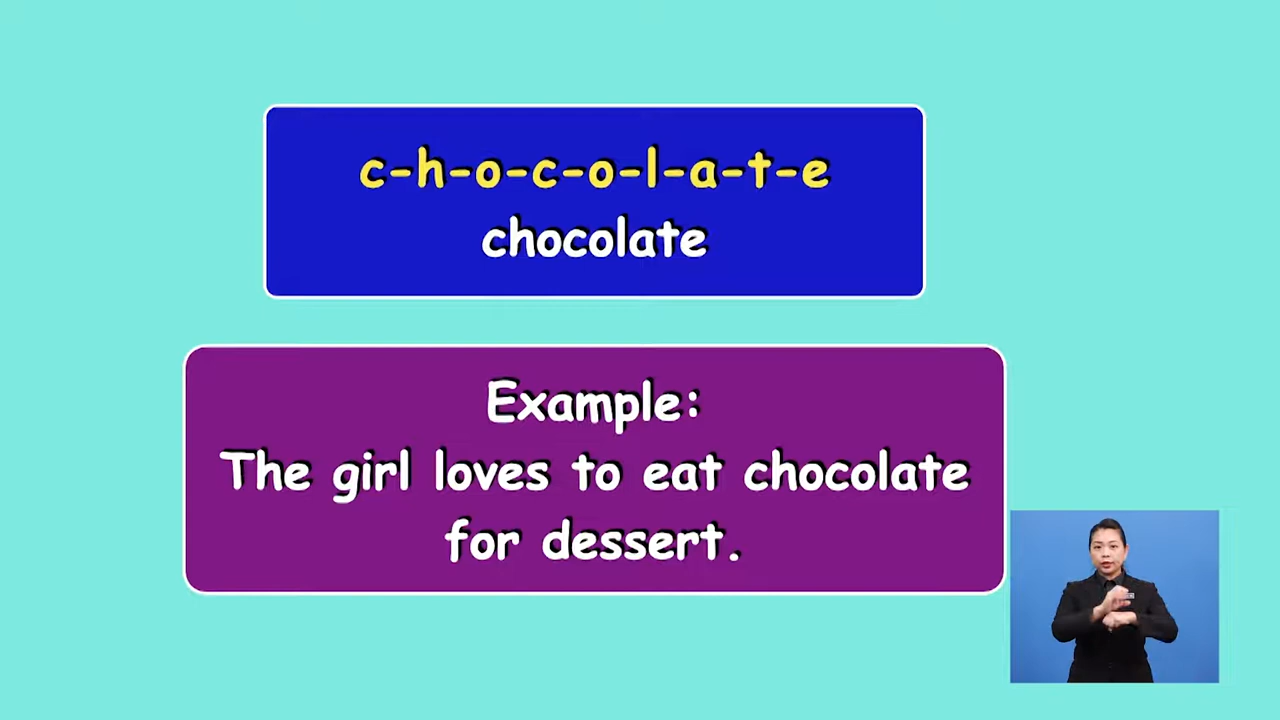 c-h-o-c-o-l-a-t-e
chocolate
Example:
The girl loves to eat chocolate
for dessert.